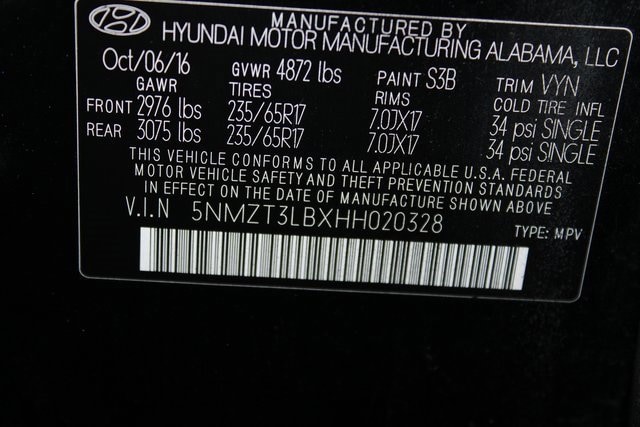 MANUFACTURED BY
HYUNDAI MOTOR MANUFACTURING ALABAMA, LLC
Oct/06/16 GVWR 4872 lbs PAINT S3B TRIM VYN
GAWR TIRES RIMS COLD TIRE INFL
FRONT 2976 lbs 235/65R17 7.0JX17 34 psi SINGLE
REAR 3075 lbs 235/65R17 7.0JX17 34 psi SINGLE
THIS VEHICLE CONFORMS TO ALL APPLICABLE U.S.A. FEDERAL
MOTOR VEHICLE SAFETY AND THEFT PREVENTION STANDARDS
IN EFFECT ON THE DATE OF MANUFACTURE SHOWN ABOVE.
V.I.N 5NMZT3LBXHH020328 TYPE: MPV